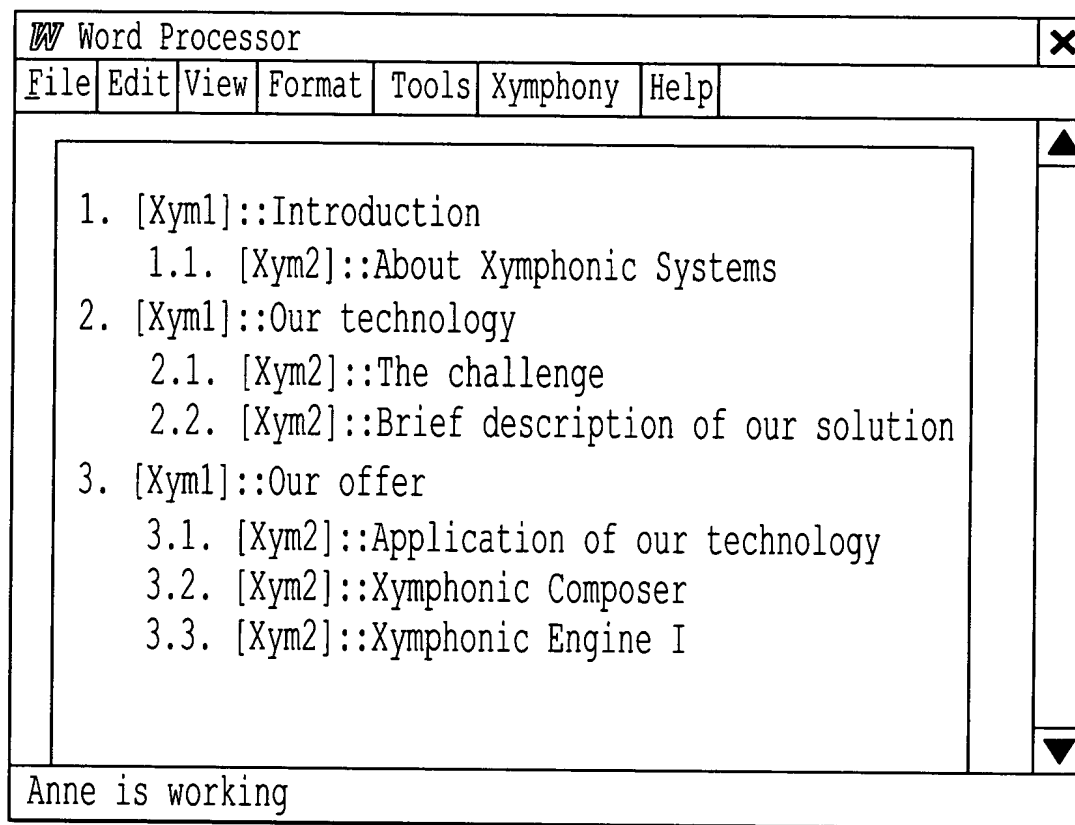 W Word Processor
File Edit View Format Tools Xymphony Help
1. [Xym1]::Introduction
1.1. [Xym2]::About Xymphonic Systems
2. [Xym1]::Our technology
2.1. [Xym2]::The challenge
2.2. [Xym2]::Brief description of our solution
3. [Xym1]::Our offer
3.1. [Xym2]::Application of our technology
3.2. [Xym2]::Xymphonic Composer
3.3. [Xym2]::Xymphonic Engine I
Anne is working